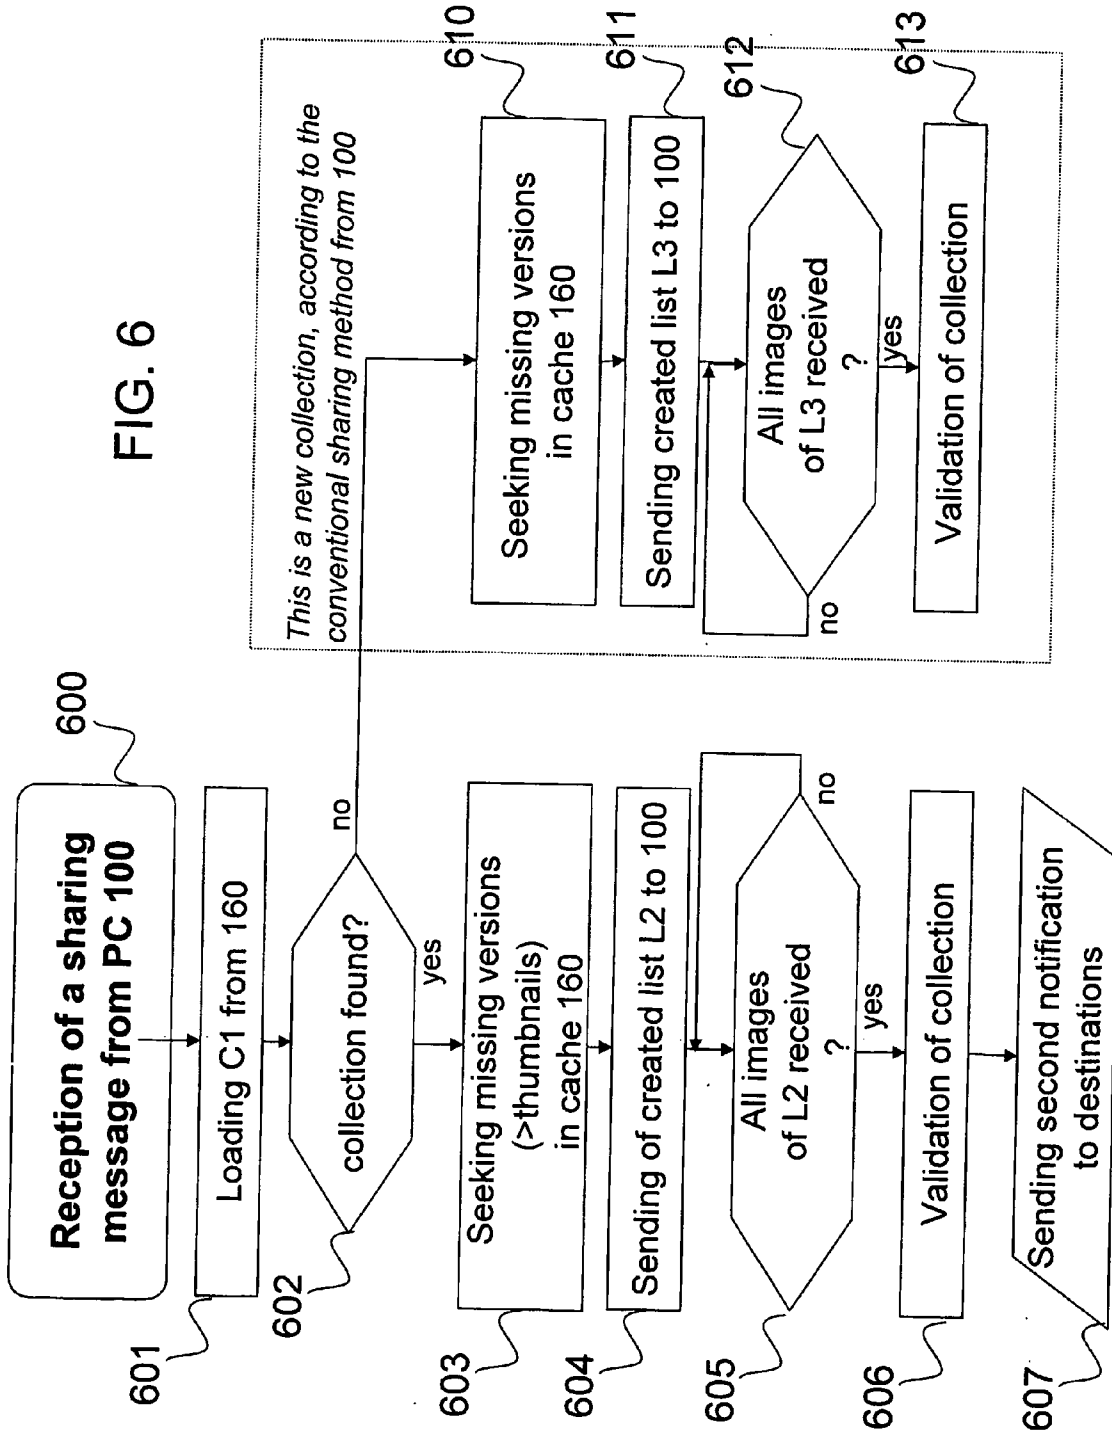 FIG. 6
600
Reception of a sharing
message from PC 100
601
Loading C1 from 160
602
collection found?
no
yes
603
Seeking missing versions
(>thumbnails)
in cache 160
604
Sending of created list L2 to 100
605
All images
of L2 received
?
no
yes
606
Validation of collection
607
Sending second notification
to destinations
This is a new collection, according to the
conventional sharing method from 100
610
Seeking missing versions
in cache 160
611
Sending created list L3 to 100
612
All images
of L3 received
?
no
yes
613
Validation of collection